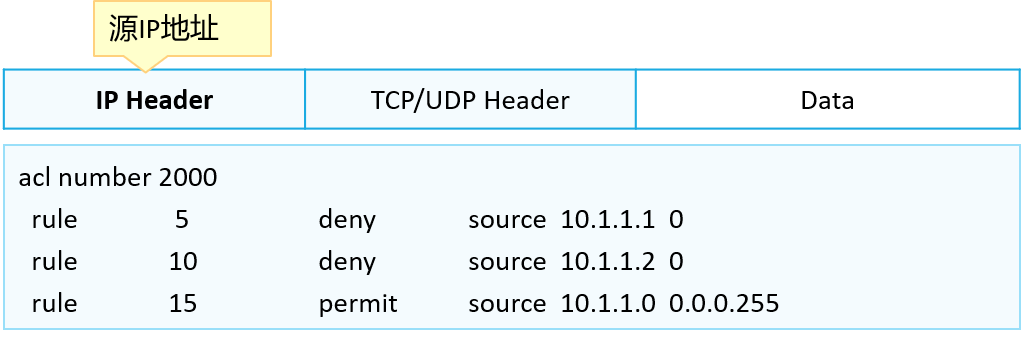 源IP地址
IP Header TCP/UDP Header Data
acl number 2000
rule 5 deny source 10.1.1.1 0
rule 10 deny source 10.1.1.2 0
rule 15 permit source 10.1.1.0 0.0.0.255